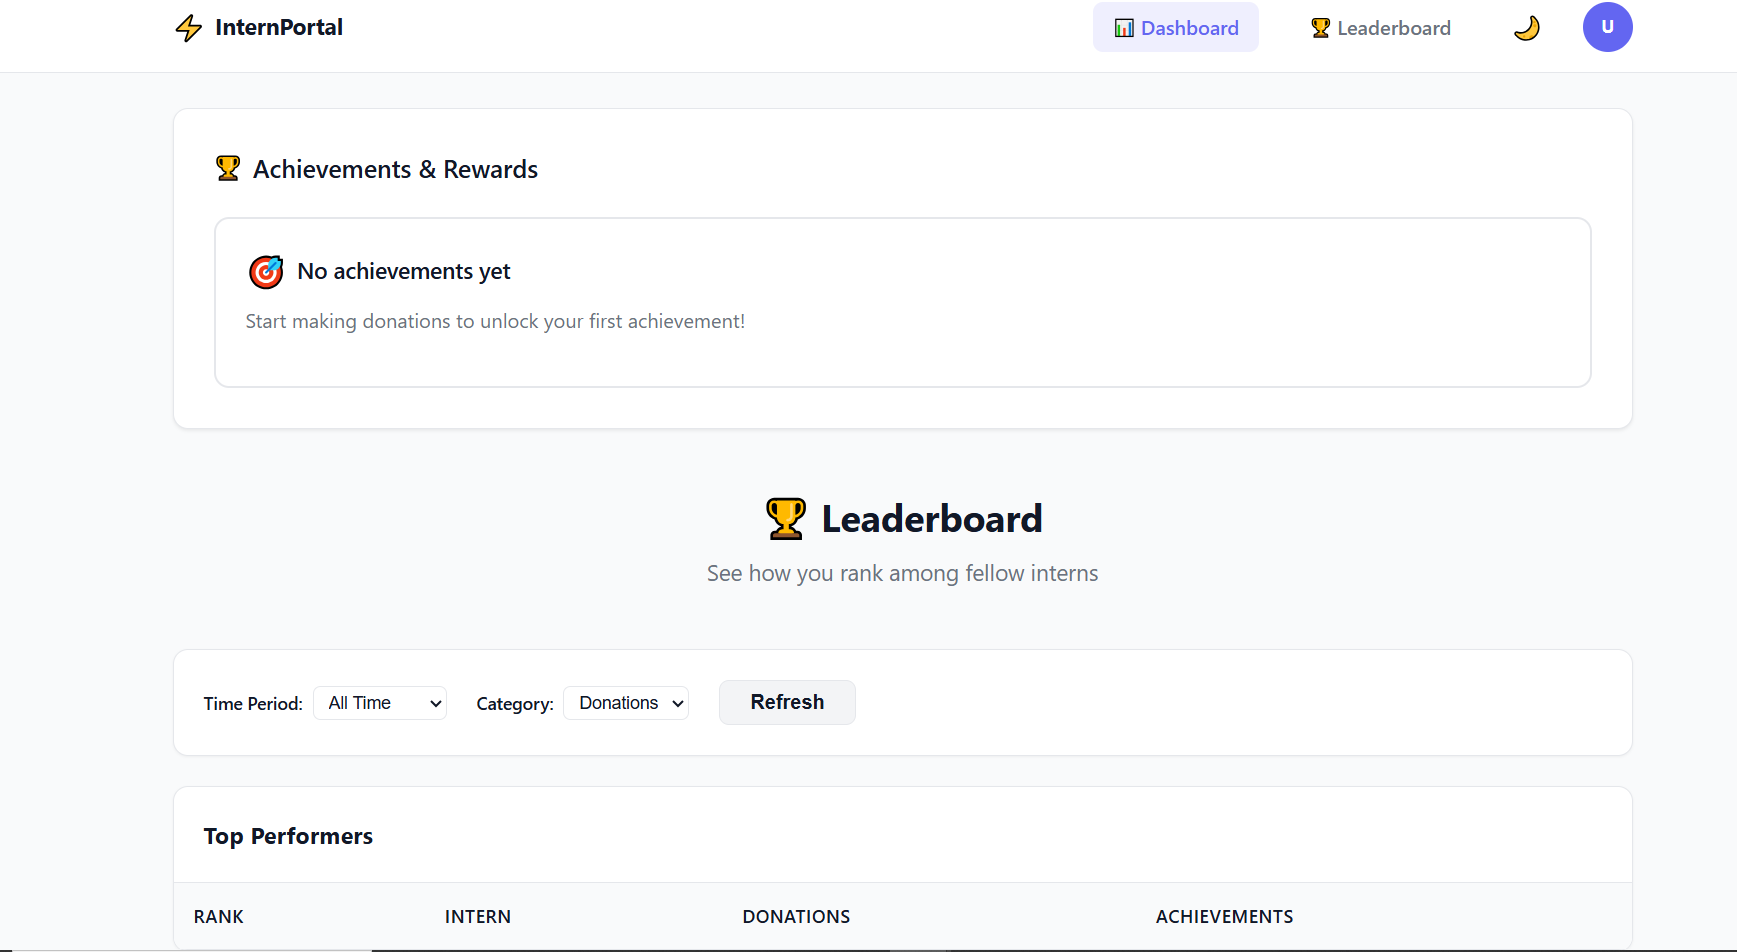 InternPortal
Dashboard
Leaderboard
U
Achievements & Rewards
No achievements yet
Start making donations to unlock your first achievement!
Leaderboard
See how you rank among fellow interns
Time Period: All Time Category: Donations Refresh
Top Performers
RANK INTERN DONATIONS ACHIEVEMENTS